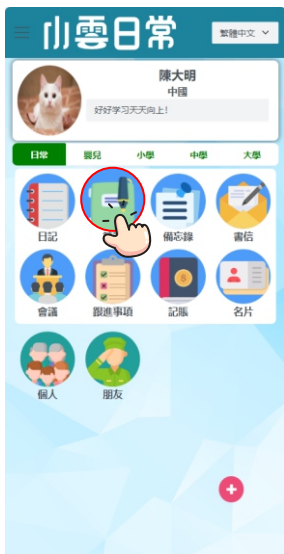 小雲日常
繁體中文
陳大明
中國
好好学习天天向上!
日常 嬰兒 小學 中學 大學
日記 備忘錄 書信
會議 跟進事項 記賬 名片
個人 朋友